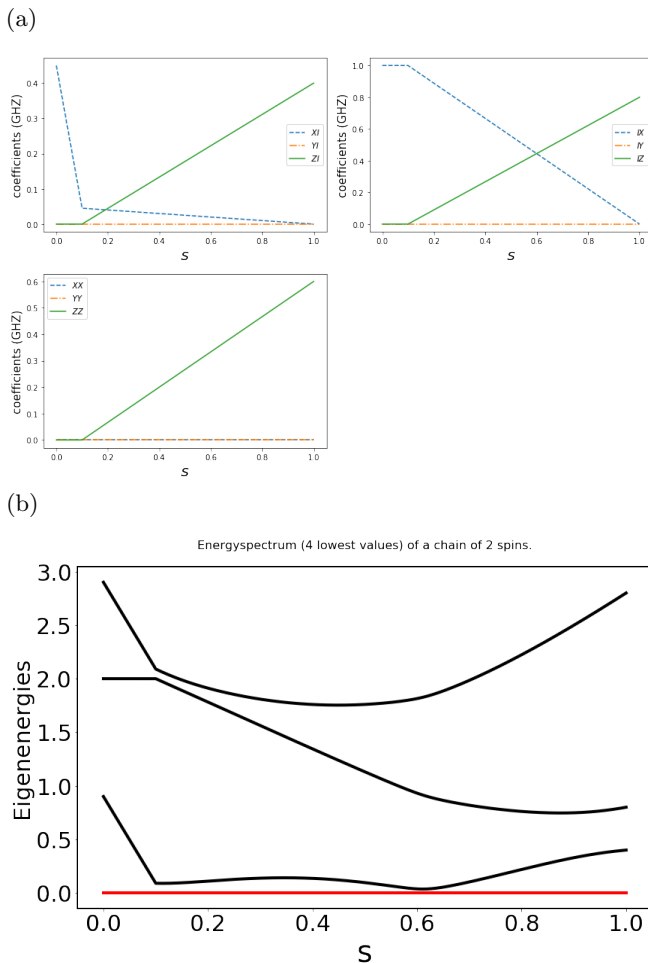 (a)
coefficients (GHZ)
0.4
0.3
0.2
0.1
0.0
XI
YI
ZI
0.0 0.2 0.4 0.6 0.8 1.0
s
coefficients (GHZ)
1.0
0.8
0.6
0.4
0.2
0.0
IX
IY
IZ
0.0 0.2 0.4 0.6 0.8 1.0
s
coefficients (GHZ)
0.6
0.5
0.4
0.3
0.2
0.1
0.0
XX
YY
ZZ
0.0 0.2 0.4 0.6 0.8 1.0
s
(b)
Energyspectrum (4 lowest values) of a chain of 2 spins.
Eigenenergies
3.0
2.5
2.0
1.5
1.0
0.5
0.0
0.0 0.2 0.4 0.6 0.8 1.0
s